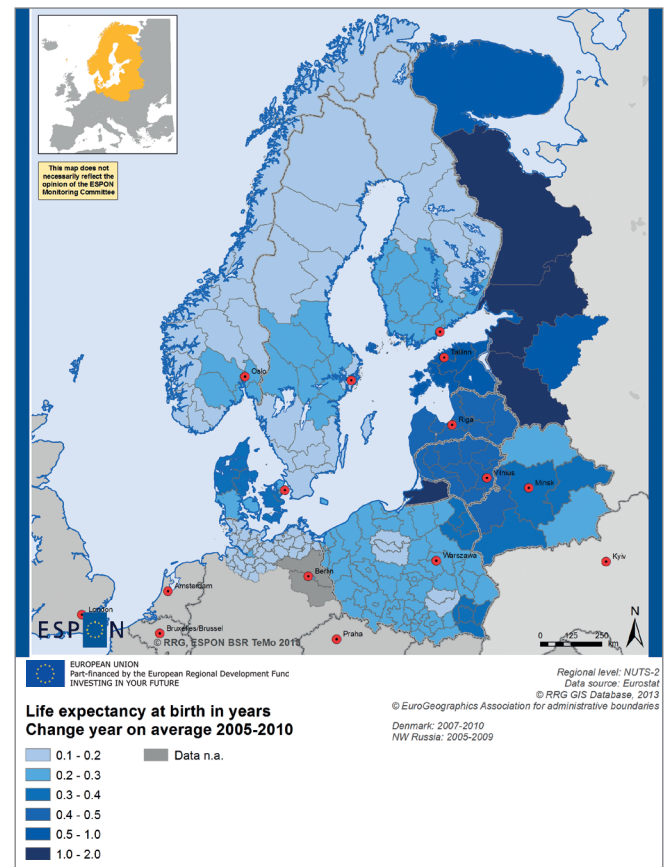 This map does not
necessarily reflect the
opinion of the ESPON
Monitoring Committee
Oslo
Tallinn
Riga
Vilnius
Minsk
Warszawa
Kyiv
Berlin
Amsterdam
London
Bruxelles/Brussel
Praha
ESPON
© RRG, ESPON BSR TeMo 2013
N
0 125 250
km
EUROPEAN UNION
Part-financed by the European Regional Development Func
INVESTING IN YOUR FUTURE
Regional level: NUTS-2
Data source: Eurostat
© RRG GIS Database, 2013
© EuroGeographics Association for administrative boundaries
Denmark: 2007-2010
NW Russia: 2005-2009
Life expectancy at birth in years
Change year on average 2005-2010
0.1 - 0.2
Data n.a.
0.2 - 0.3
0.3 - 0.4
0.4 - 0.5
0.5 - 1.0
1.0 - 2.0